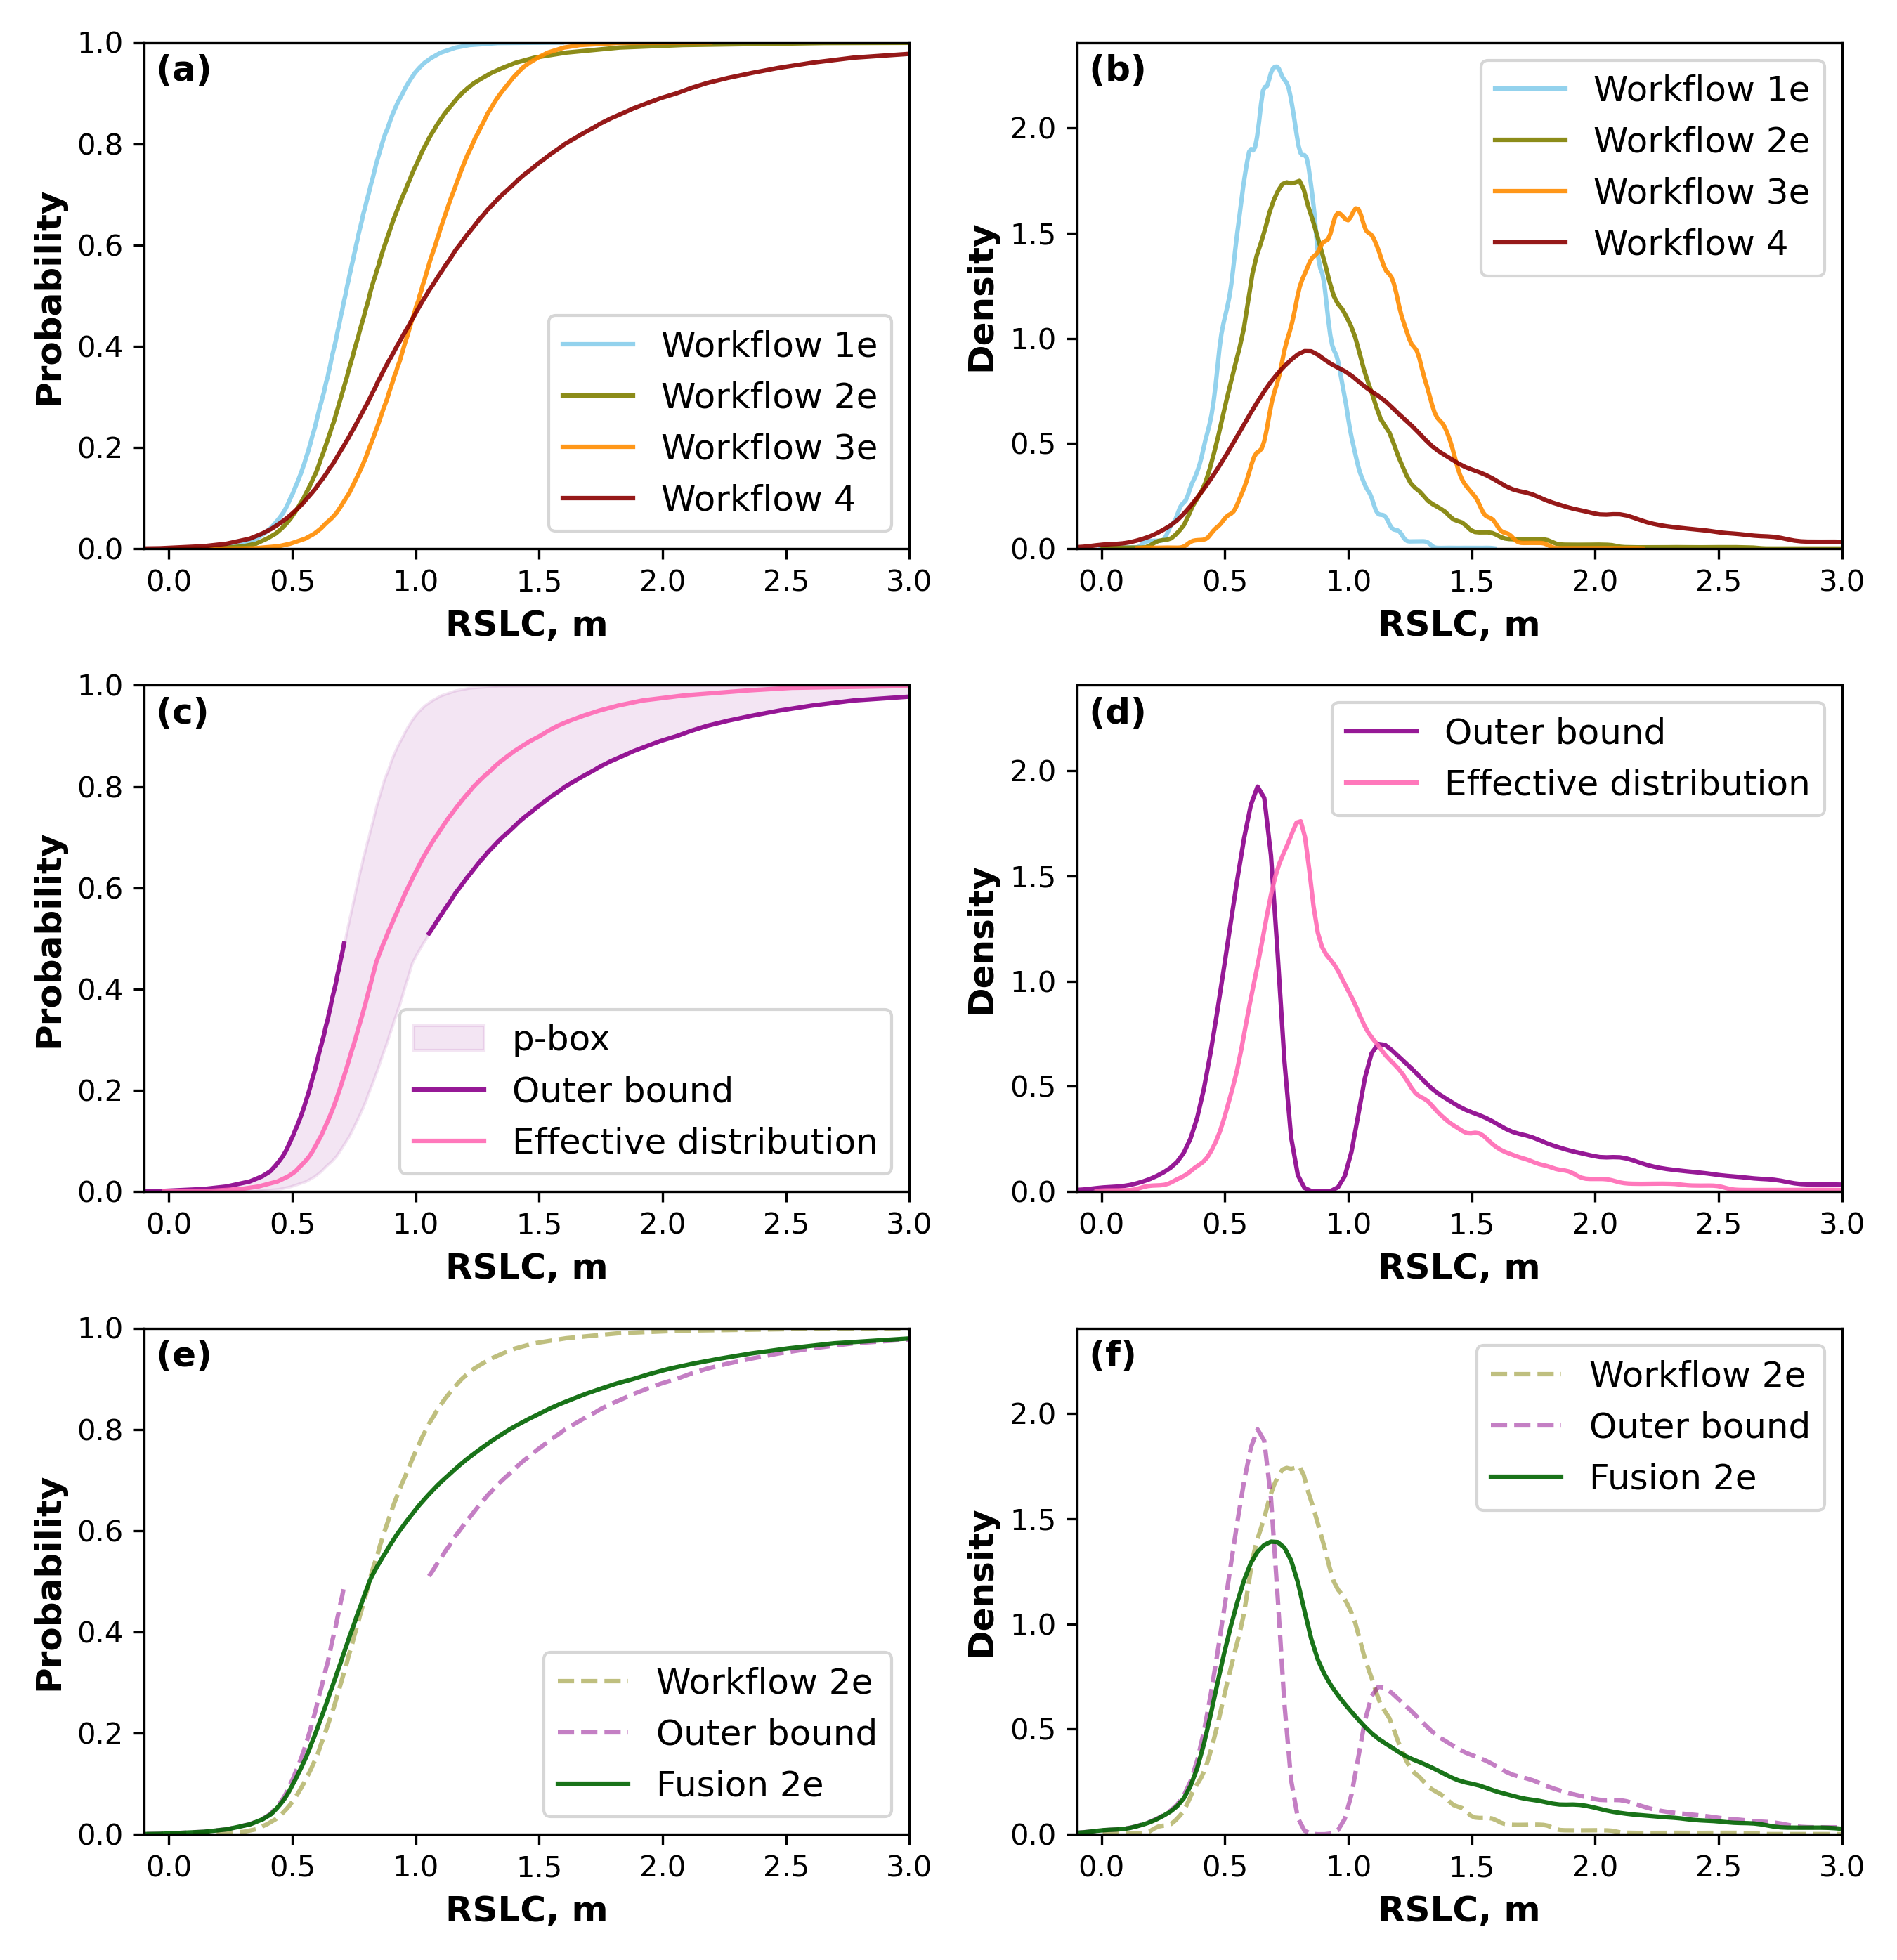 (a)
1.0
0.8
0.6
0.4
0.2
0.0
Probability
Workflow 1e
Workflow 2e
Workflow 3e
Workflow 4
0.0 0.5 1.0 1.5 2.0 2.5 3.0
RSLC, m
(b)
2.0
1.5
1.0
0.5
0.0
Density
Workflow 1e
Workflow 2e
Workflow 3e
Workflow 4
0.0 0.5 1.0 1.5 2.0 2.5 3.0
RSLC, m
(c)
1.0
0.8
0.6
0.4
0.2
0.0
Probability
p-box
Outer bound
Effective distribution
0.0 0.5 1.0 1.5 2.0 2.5 3.0
RSLC, m
(d)
2.0
1.5
1.0
0.5
0.0
Density
Outer bound
Effective distribution
0.0 0.5 1.0 1.5 2.0 2.5 3.0
RSLC, m
(e)
1.0
0.8
0.6
0.4
0.2
0.0
Probability
Workflow 2e
Outer bound
Fusion 2e
0.0 0.5 1.0 1.5 2.0 2.5 3.0
RSLC, m
(f)
2.0
1.5
1.0
0.5
0.0
Density
Workflow 2e
Outer bound
Fusion 2e
0.0 0.5 1.0 1.5 2.0 2.5 3.0
RSLC, m